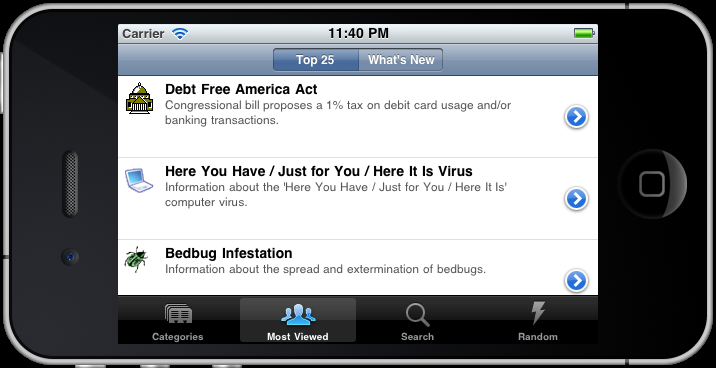 Carrier 11:40 PM
Top 25 What's New
Debt Free America Act
Congressional bill proposes a 1% tax on debit card usage and/or
banking transactions.
Here You Have / Just for You / Here It Is Virus
Information about the 'Here You Have / Just for You / Here It Is'
computer virus.
Bedbug Infestation
Information about the spread and extermination of bedbugs.
Categories Most Viewed Search Random